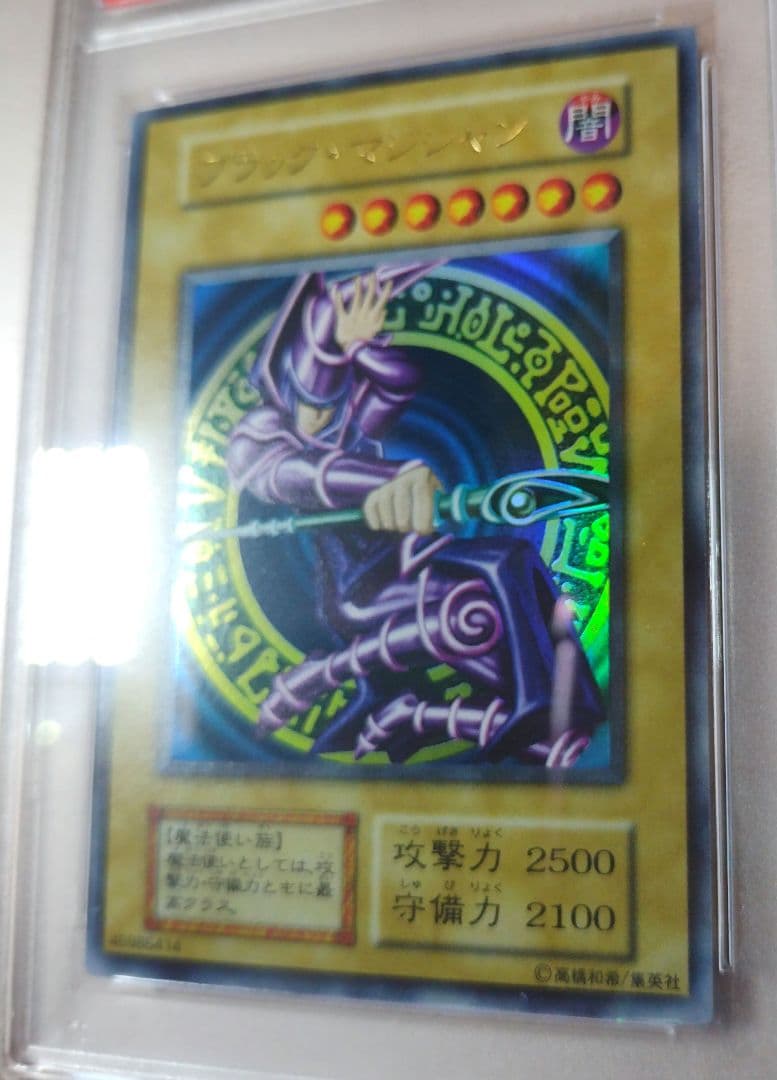 ブラック・マジシャン
闇
【魔法使い族】
魔法使いとしては、攻
撃力・守備力ともに最
高クラス。
こう げき りょく
攻撃力 2500
しゅ び りょく
守備力 2100
46986414
©高橋和希/集英社